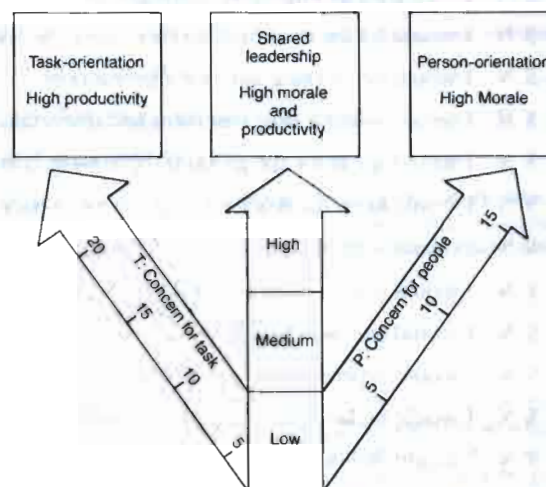 Task-orientation
High productivity
Shared
leadership
High morale
and
productivity
Person-orientation
High Morale
T: Concern for task
20
15
10
5
High
Medium
Low
P: Concern for people
15
10
5